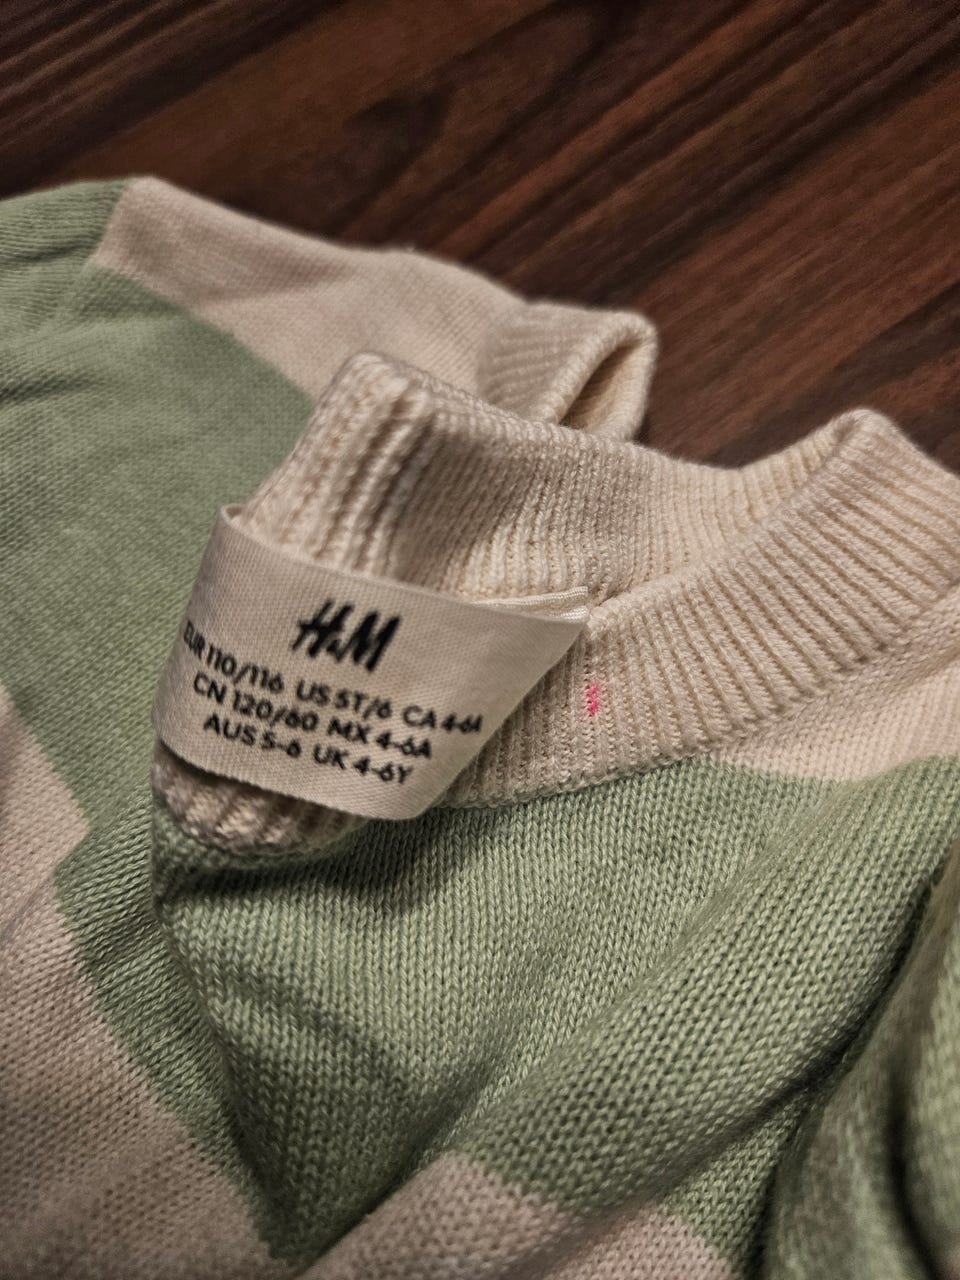 H&M
EUR 110/116 US 5T/6 CA 4-6A
CN 120/60 MX 4-6A
AUS 5-6 UK 4-6Y